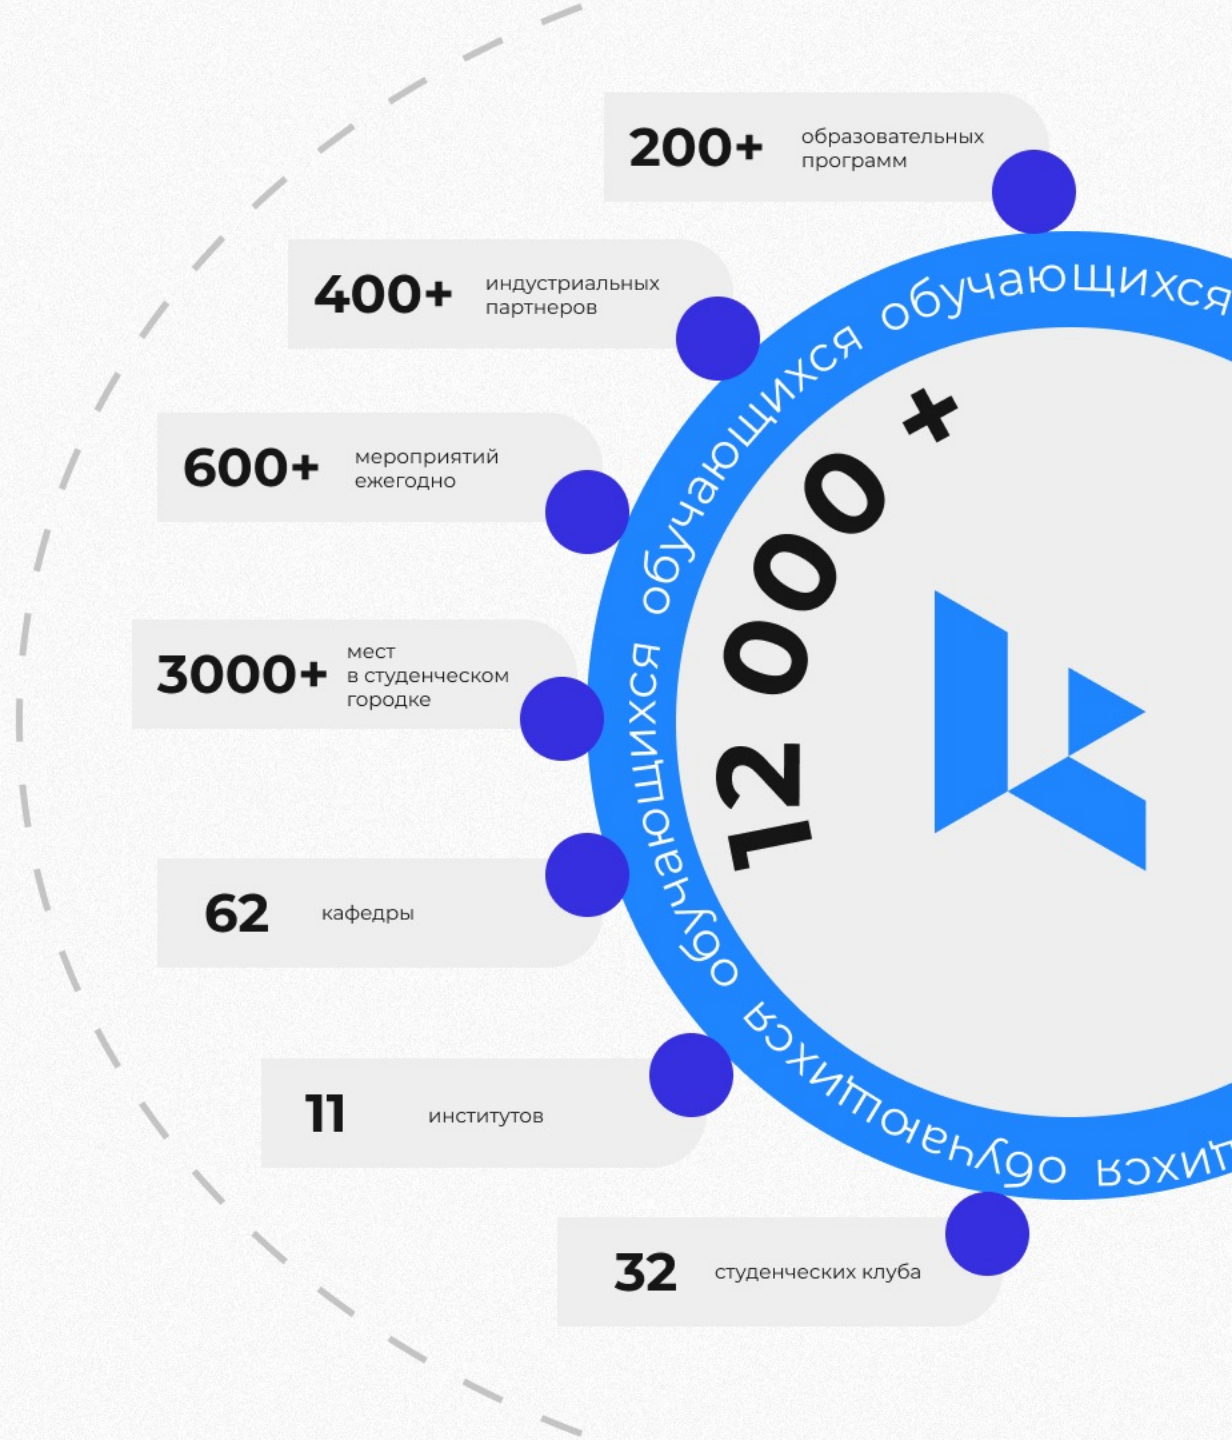 200+
образовательных
программ
400+
индустриальных
партнеров
600+
мероприятий
ежегодно
3000+
мест
в студенческом
городке
62
кафедры
11
институтов
32
студенческих клуба
12 000 +
обучающихся обучающихся обучающихся обучающихся